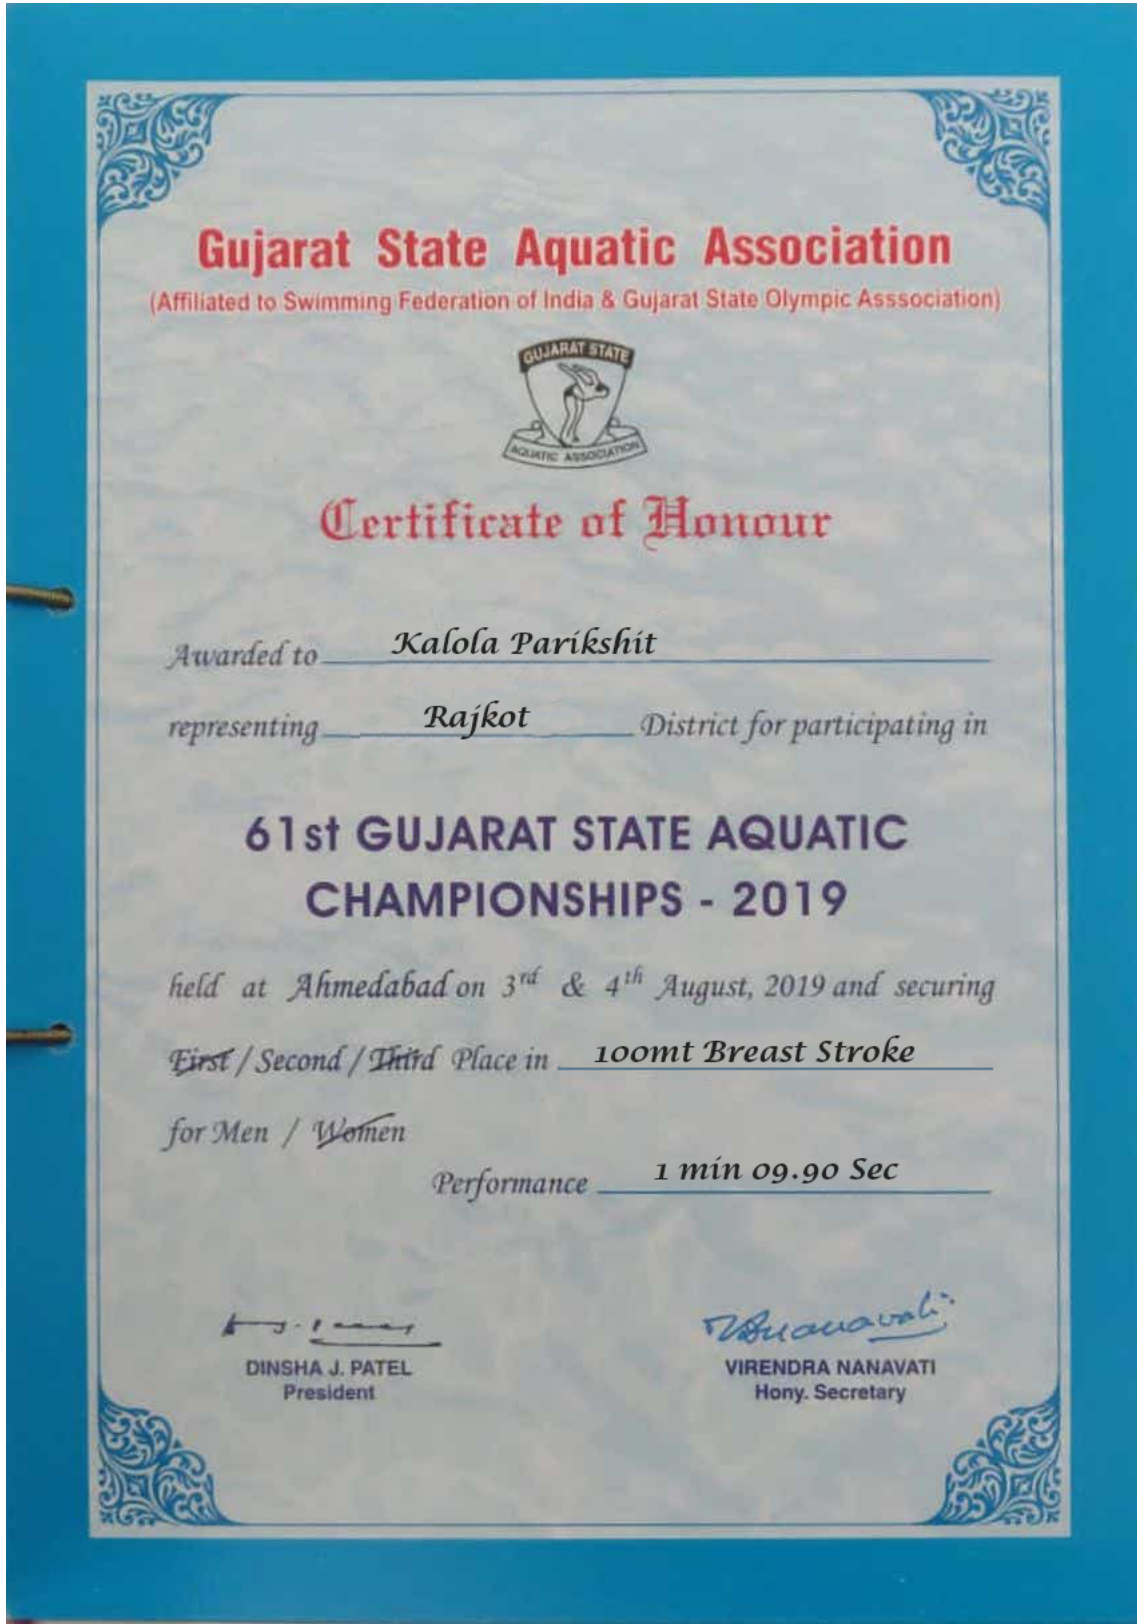 Gujarat State Aquatic Association
(Affiliated to Swimming Federation of India & Gujarat State Olympic Asssociation)
GUJARAT STATE
AQUATIC ASSOCIATION
Certificate of Honour
Awarded to Kalola Parikshit
representing Rajkot District for participating in
61st GUJARAT STATE AQUATIC
CHAMPIONSHIPS - 2019
held at Ahmedabad on 3rd & 4th August, 2019 and securing
First / Second / Third Place in 100mt Breast Stroke
for Men / Women
Performance 1 min 09.90 Sec
DINSHA J. PATEL
President
VIRENDRA NANAVATI
Hony. Secretary